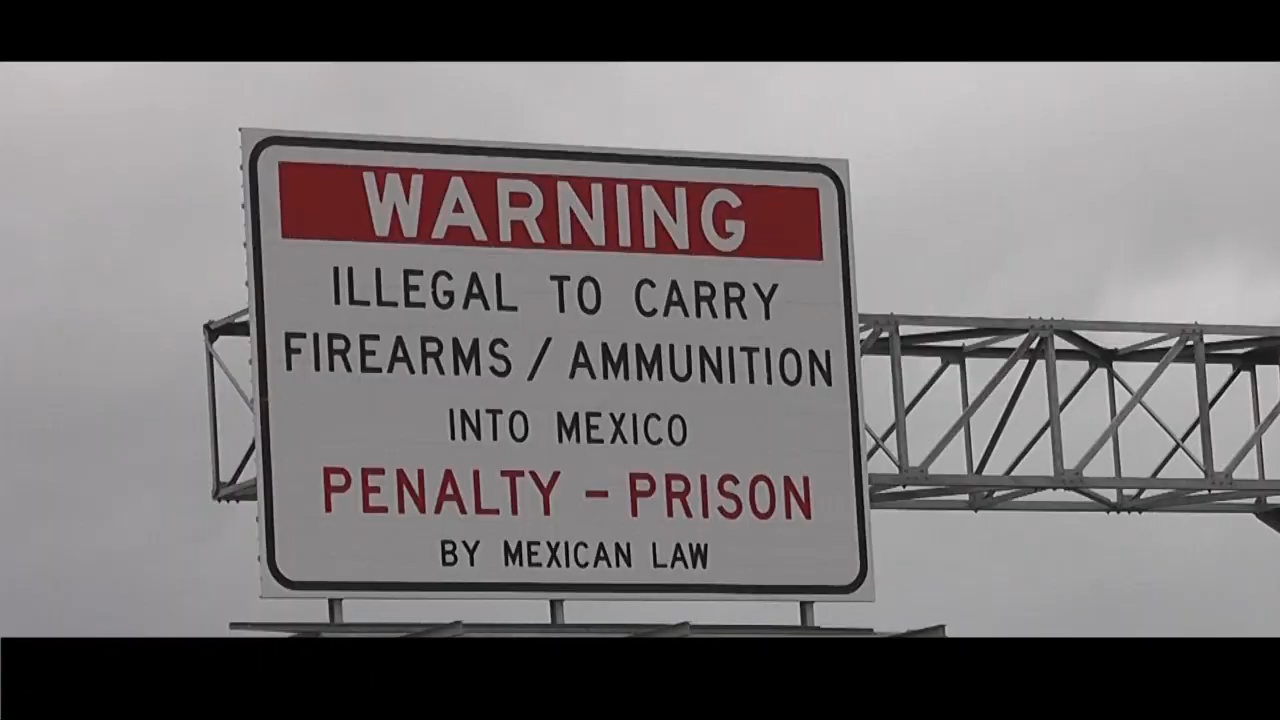 WARNING
ILLEGAL TO CARRY
FIREARMS / AMMUNITION
INTO MEXICO
PENALTY - PRISON
BY MEXICAN LAW